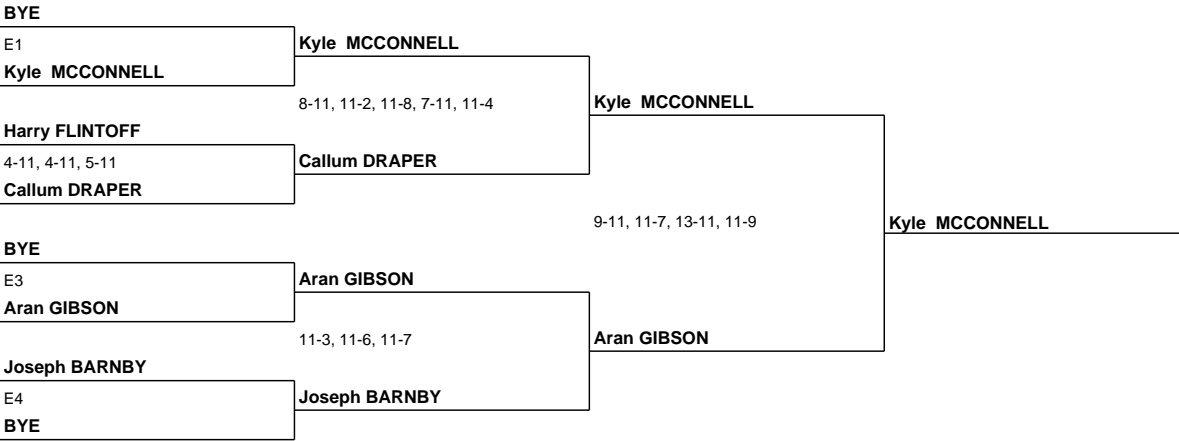 BYE
E1
Kyle MCCONNELL
Kyle MCCONNELL
8-11, 11-2, 11-8, 7-11, 11-4
Kyle MCCONNELL
Harry FLINTOFF
4-11, 4-11, 5-11
Callum DRAPER
Callum DRAPER
9-11, 11-7, 13-11, 11-9
Kyle MCCONNELL
BYE
E3
Aran GIBSON
Aran GIBSON
11-3, 11-6, 11-7
Aran GIBSON
Joseph BARNBY
E4
BYE
Joseph BARNBY